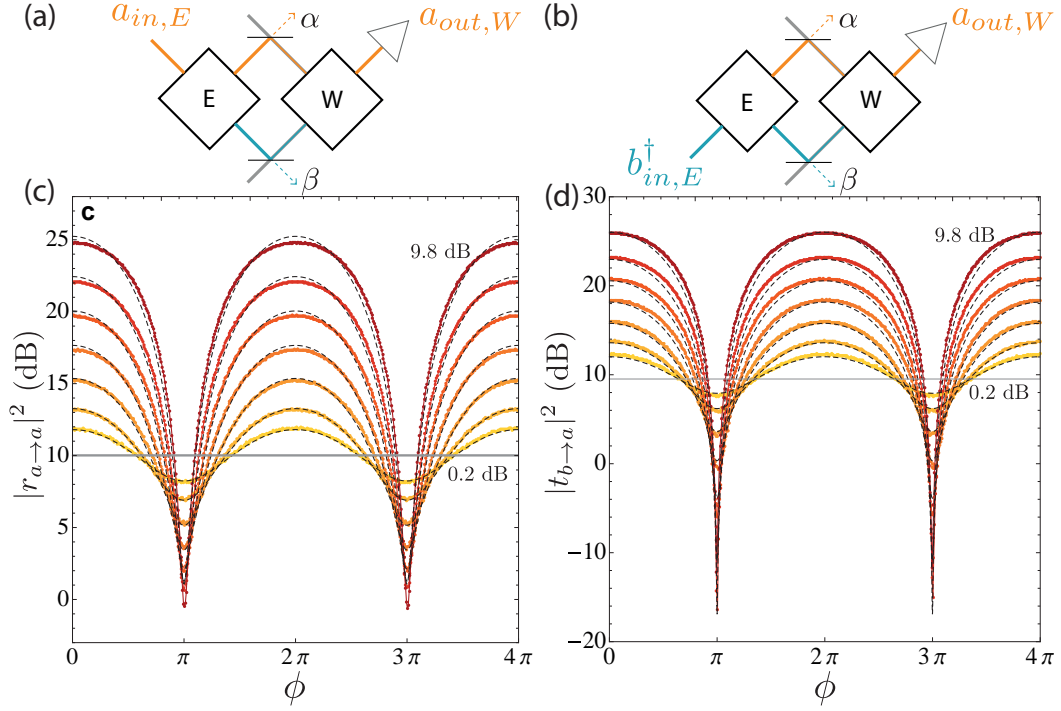 (a)
a_{in,E}
α
a_{out,W}
E
W
β
(b)
α
a_{out,W}
E
W
b^†_{in,E}
β
(c)
c
|r_{a→a}|^2 (dB)
25
20
15
10
5
0
9.8 dB
0.2 dB
0
π
2π
3π
4π
ϕ
(d)
|t_{b→a}|^2 (dB)
30
20
10
0
−10
−20
9.8 dB
0.2 dB
0
π
2π
3π
4π
ϕ